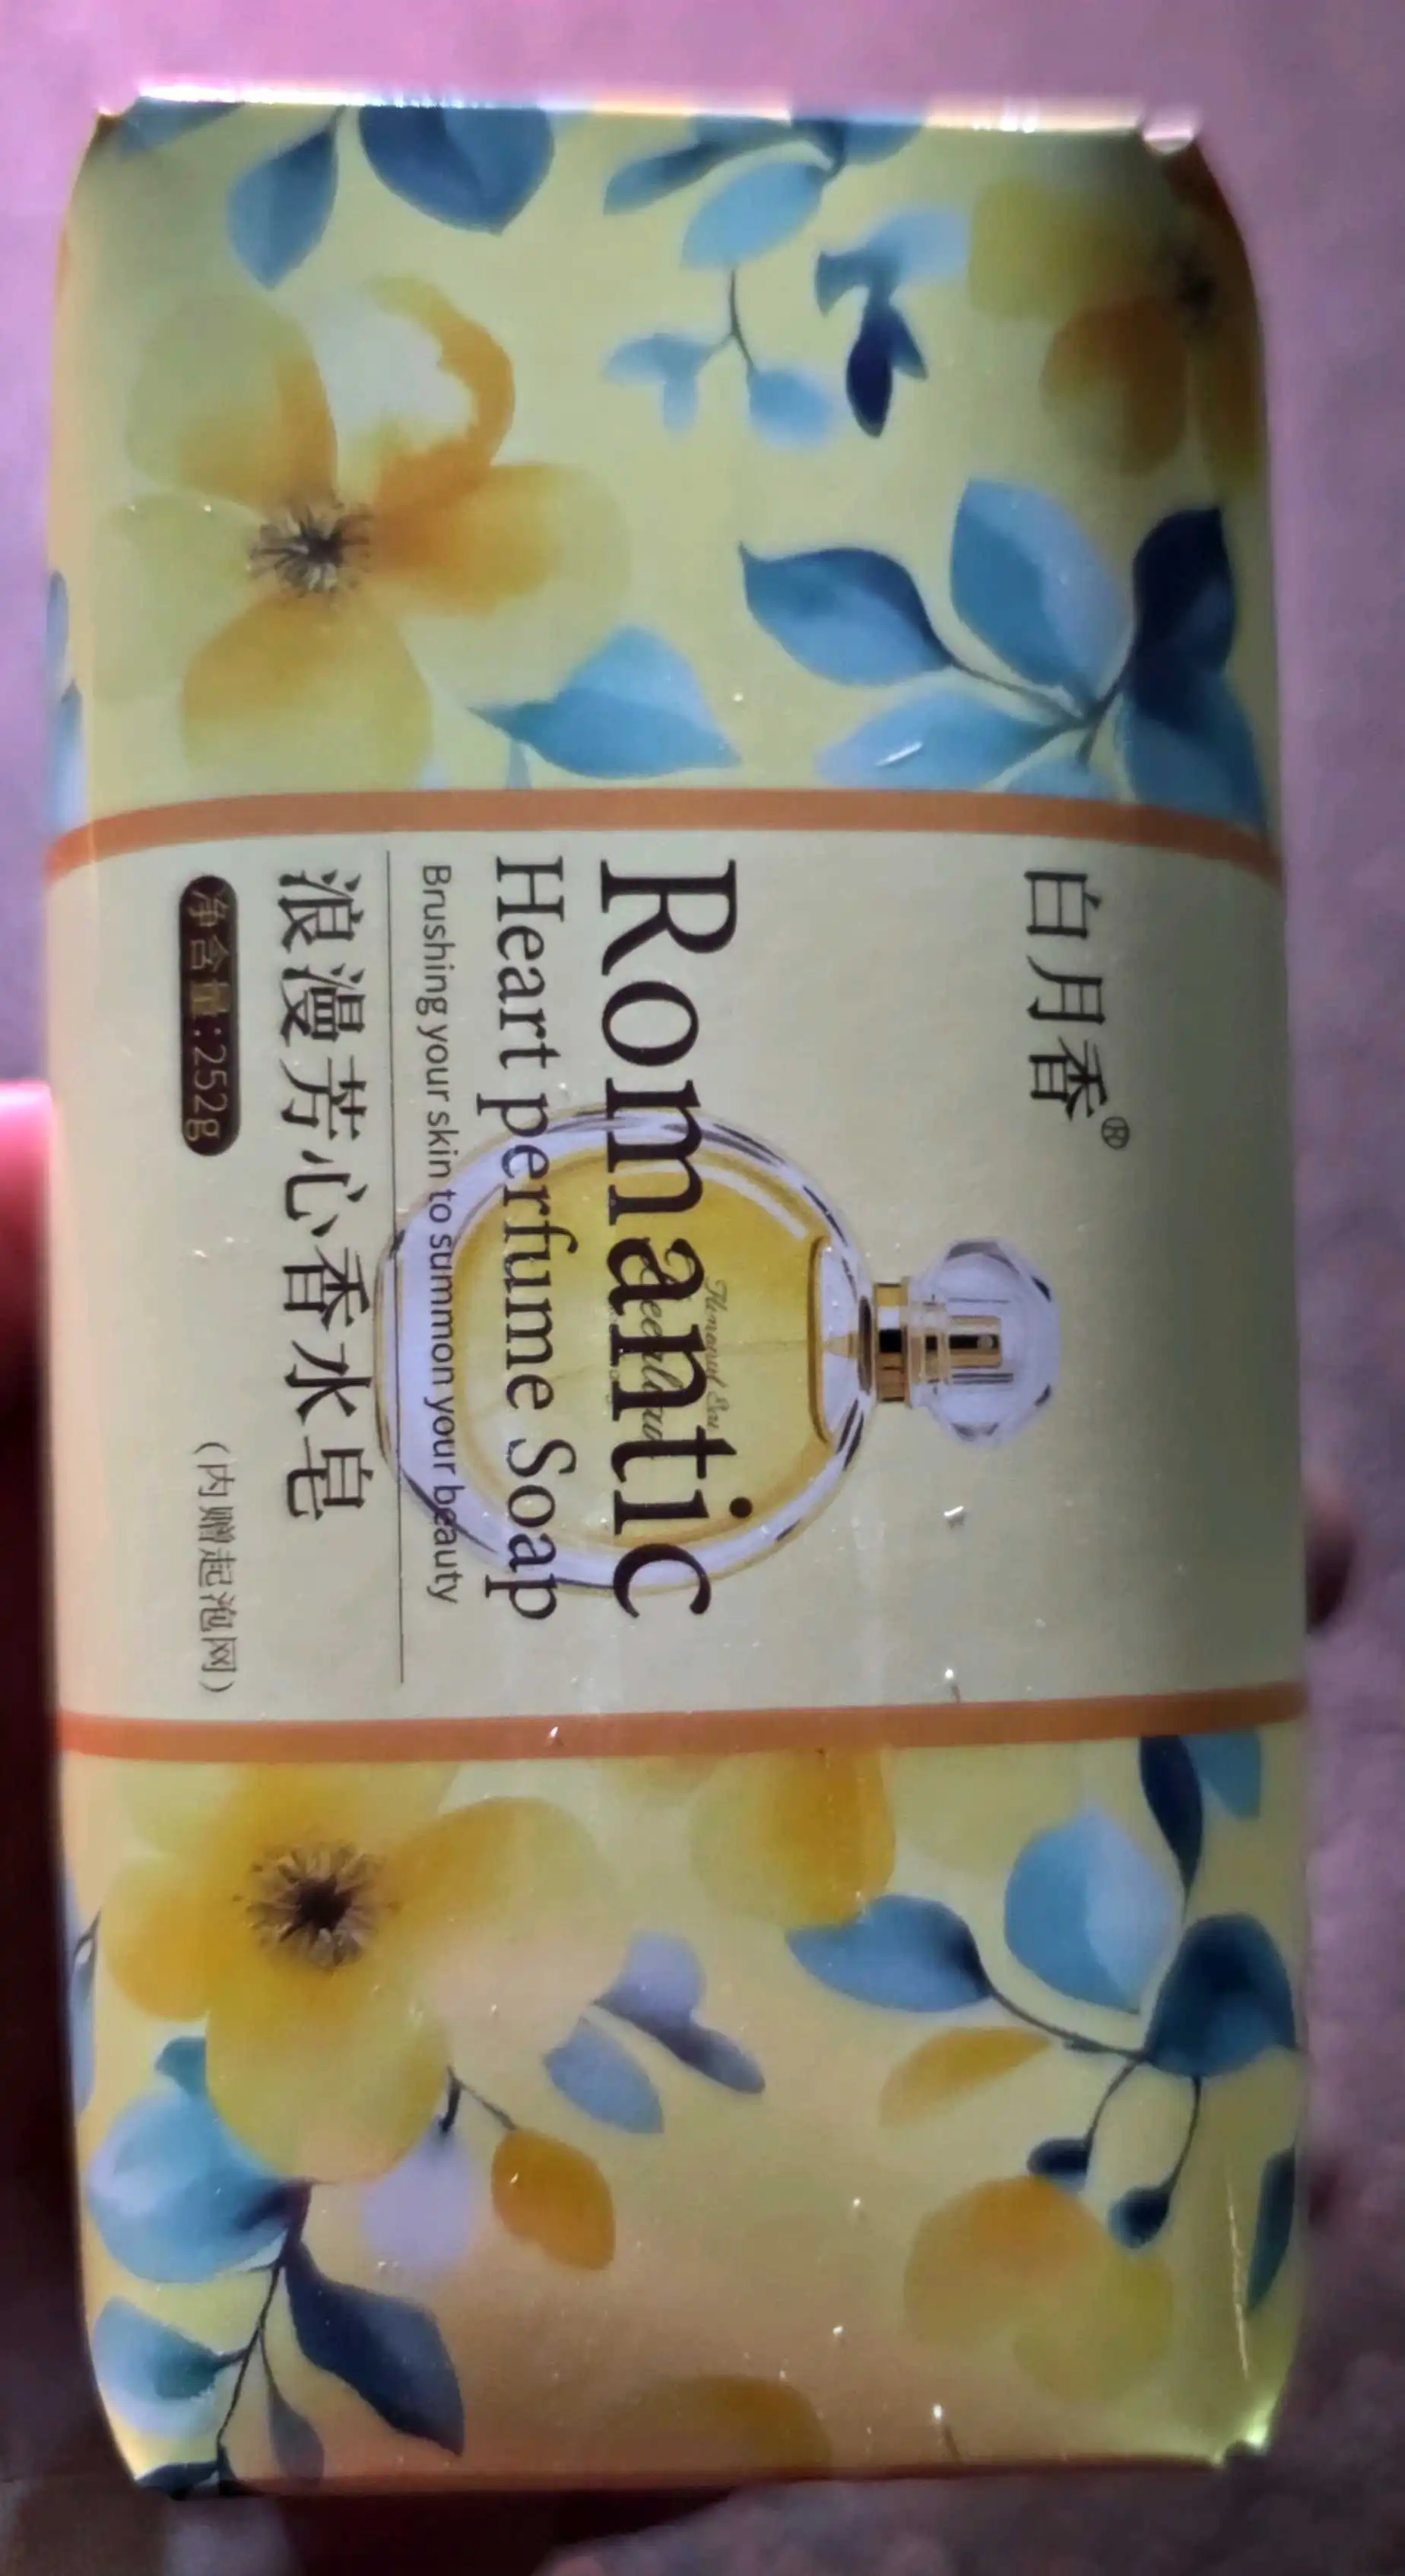 白月香®
Romantic
Heart perfume Soap
Brushing your skin to summon your beauty
浪漫芳心香水皂
净含量:252g
(内赠起泡网)